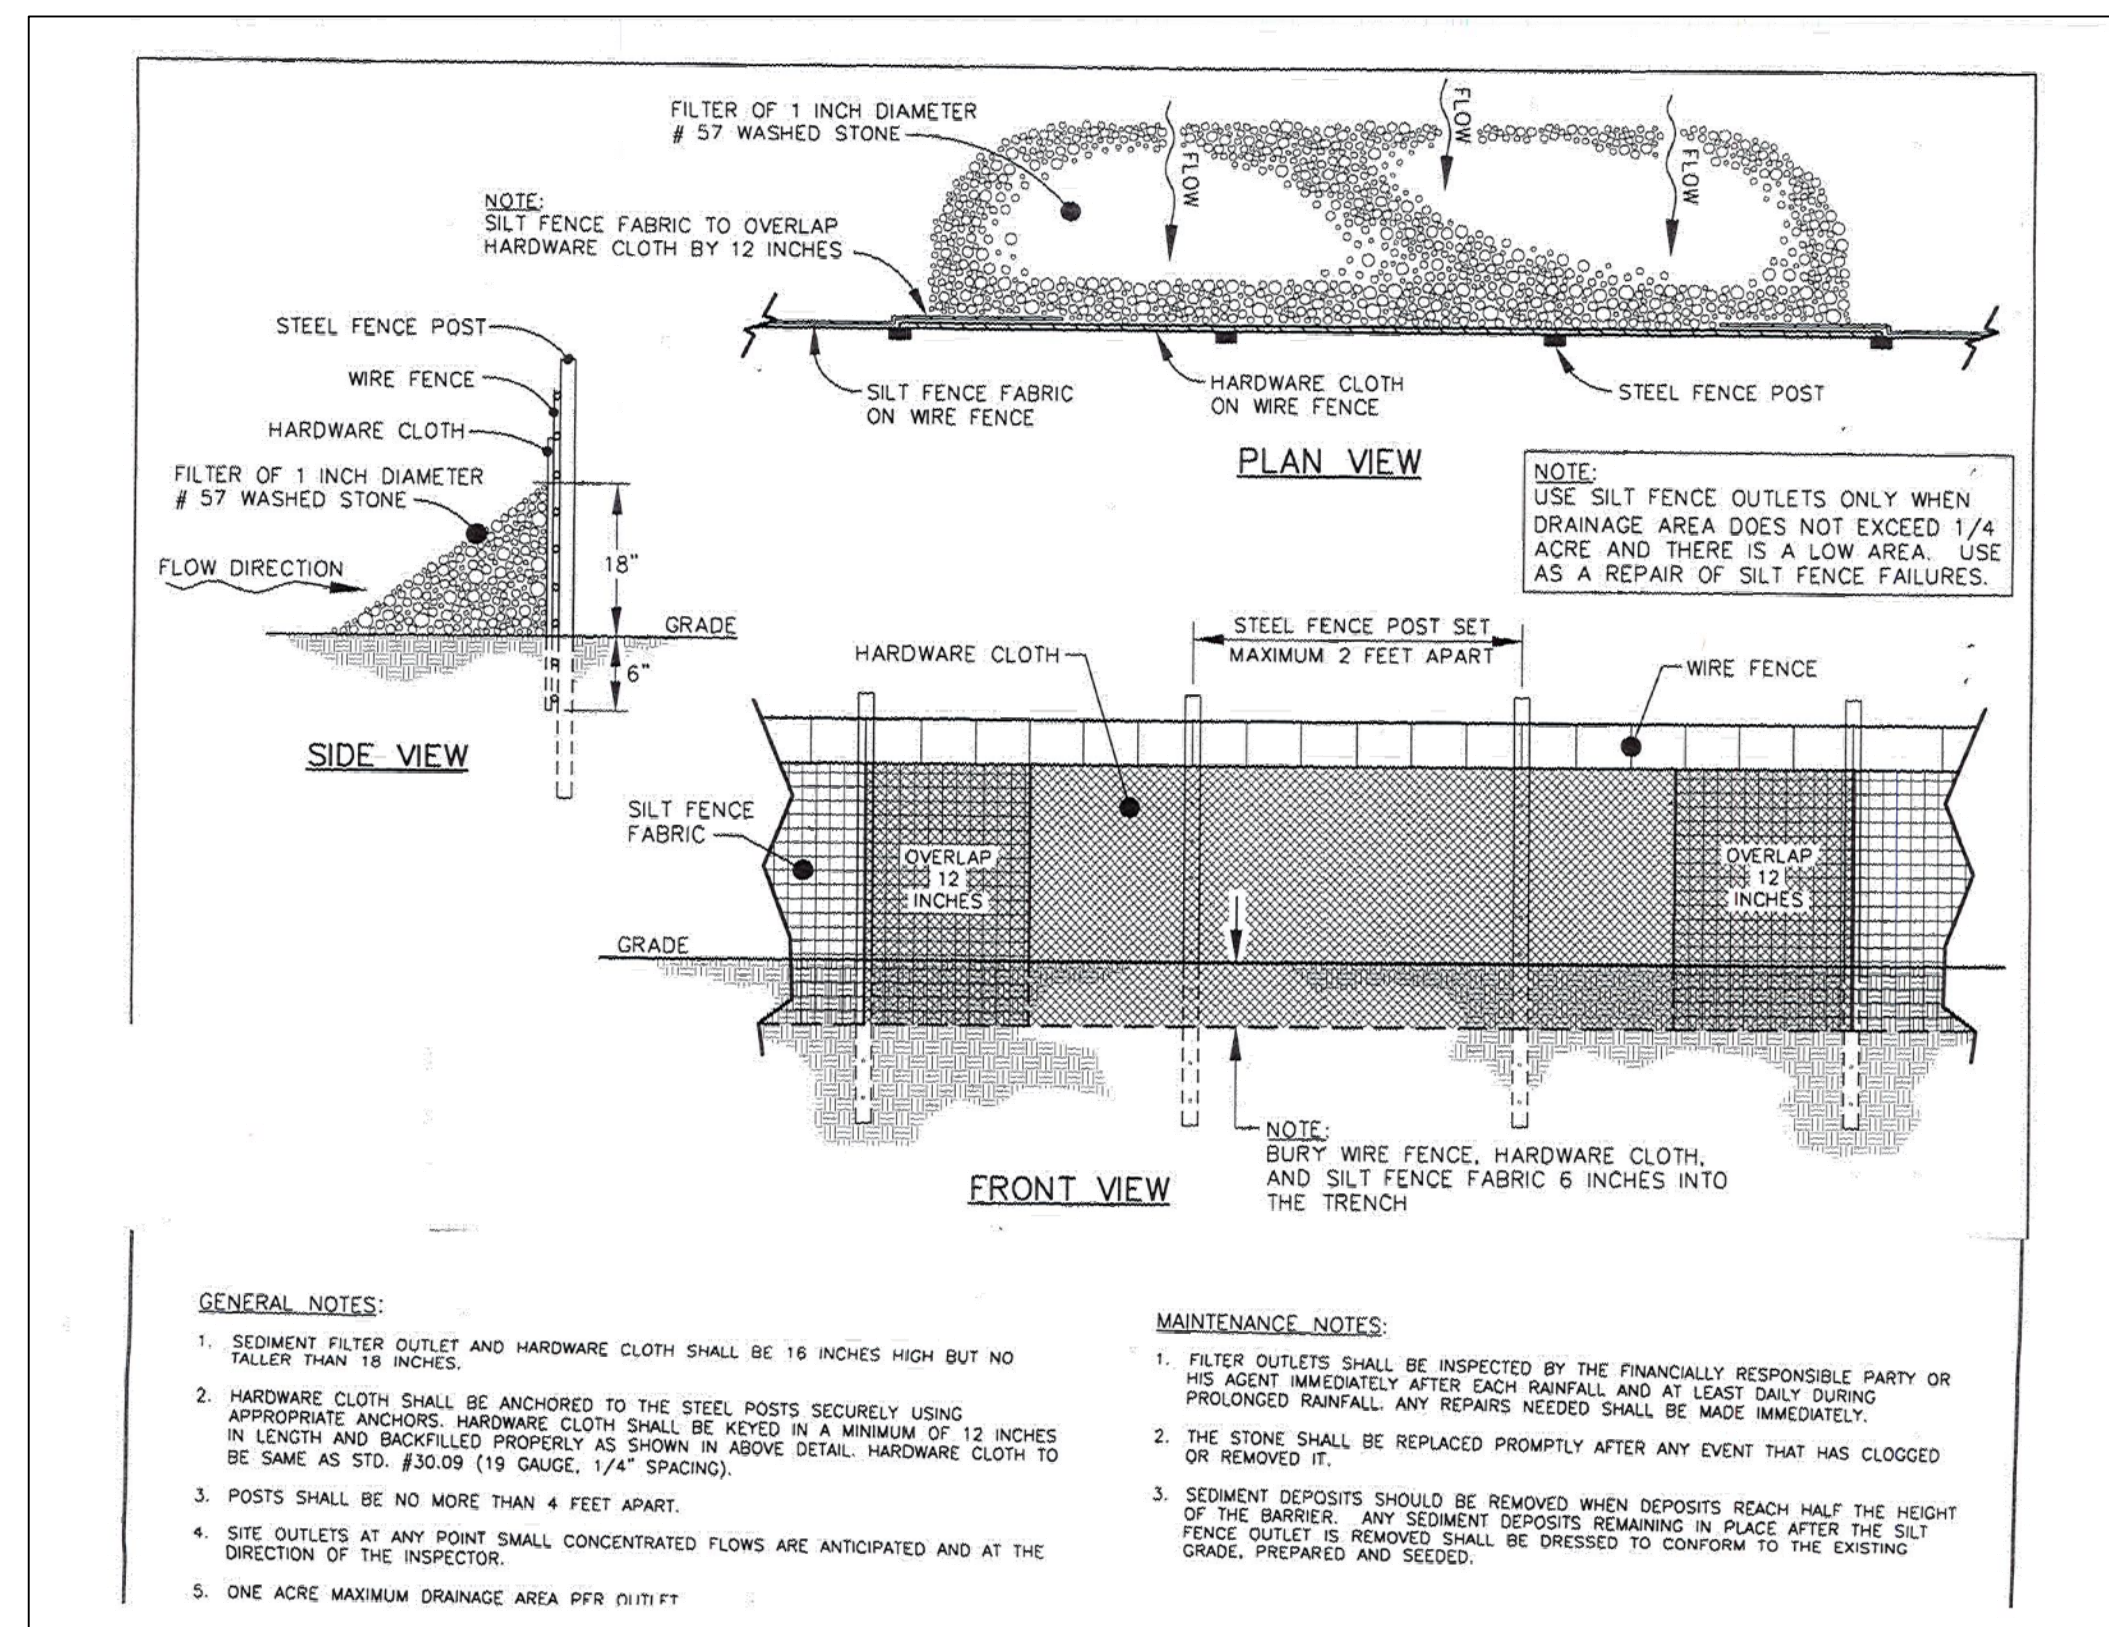 FILTER OF 1 INCH DIAMETER
# 57 WASHED STONE
FLOW
FLOW
FLOW
NOTE:
SILT FENCE FABRIC TO OVERLAP
HARDWARE CLOTH BY 12 INCHES
SILT FENCE FABRIC
ON WIRE FENCE
HARDWARE CLOTH
ON WIRE FENCE
STEEL FENCE POST
PLAN VIEW
STEEL FENCE POST
WIRE FENCE
HARDWARE CLOTH
FILTER OF 1 INCH DIAMETER
# 57 WASHED STONE
FLOW DIRECTION
18"
GRADE
6"
SIDE VIEW
NOTE:
USE SILT FENCE OUTLETS ONLY WHEN
DRAINAGE AREA DOES NOT EXCEED 1/4
ACRE AND THERE IS A LOW AREA. USE
AS A REPAIR OF SILT FENCE FAILURES.
STEEL FENCE POST SET
MAXIMUM 2 FEET APART
HARDWARE CLOTH
WIRE FENCE
SILT FENCE
FABRIC
OVERLAP
12
INCHES
OVERLAP
12
INCHES
GRADE
NOTE:
BURY WIRE FENCE, HARDWARE CLOTH,
AND SILT FENCE FABRIC 6 INCHES INTO
THE TRENCH
FRONT VIEW
GENERAL NOTES:
1. SEDIMENT FILTER OUTLET AND HARDWARE CLOTH SHALL BE 16 INCHES HIGH BUT NO
TALLER THAN 18 INCHES.
2. HARDWARE CLOTH SHALL BE ANCHORED TO THE STEEL POSTS SECURELY USING
APPROPRIATE ANCHORS. HARDWARE CLOTH SHALL BE KEYED IN A MINIMUM OF 12 INCHES
IN LENGTH AND BACKFILLED PROPERLY AS SHOWN IN ABOVE DETAIL. HARDWARE CLOTH TO
BE SAME AS STD. #30.09 (19 GAUGE, 1/4" SPACING).
3. POSTS SHALL BE NO MORE THAN 4 FEET APART.
4. SITE OUTLETS AT ANY POINT SMALL CONCENTRATED FLOWS ARE ANTICIPATED AND AT THE
DIRECTION OF THE INSPECTOR.
5. ONE ACRE MAXIMUM DRAINAGE AREA PER OUTLET
MAINTENANCE NOTES:
1. FILTER OUTLETS SHALL BE INSPECTED BY THE FINANCIALLY RESPONSIBLE PARTY OR
HIS AGENT IMMEDIATELY AFTER EACH RAINFALL AND AT LEAST DAILY DURING
PROLONGED RAINFALL. ANY REPAIRS NEEDED SHALL BE MADE IMMEDIATELY.
2. THE STONE SHALL BE REPLACED PROMPTLY AFTER ANY EVENT THAT HAS CLOGGED
OR REMOVED IT.
3. SEDIMENT DEPOSITS SHOULD BE REMOVED WHEN DEPOSITS REACH HALF THE HEIGHT
OF THE BARRIER. ANY SEDIMENT DEPOSITS REMAINING IN PLACE AFTER THE SILT
FENCE OUTLET IS REMOVED SHALL BE DRESSED TO CONFORM TO THE EXISTING
GRADE, PREPARED AND SEEDED.